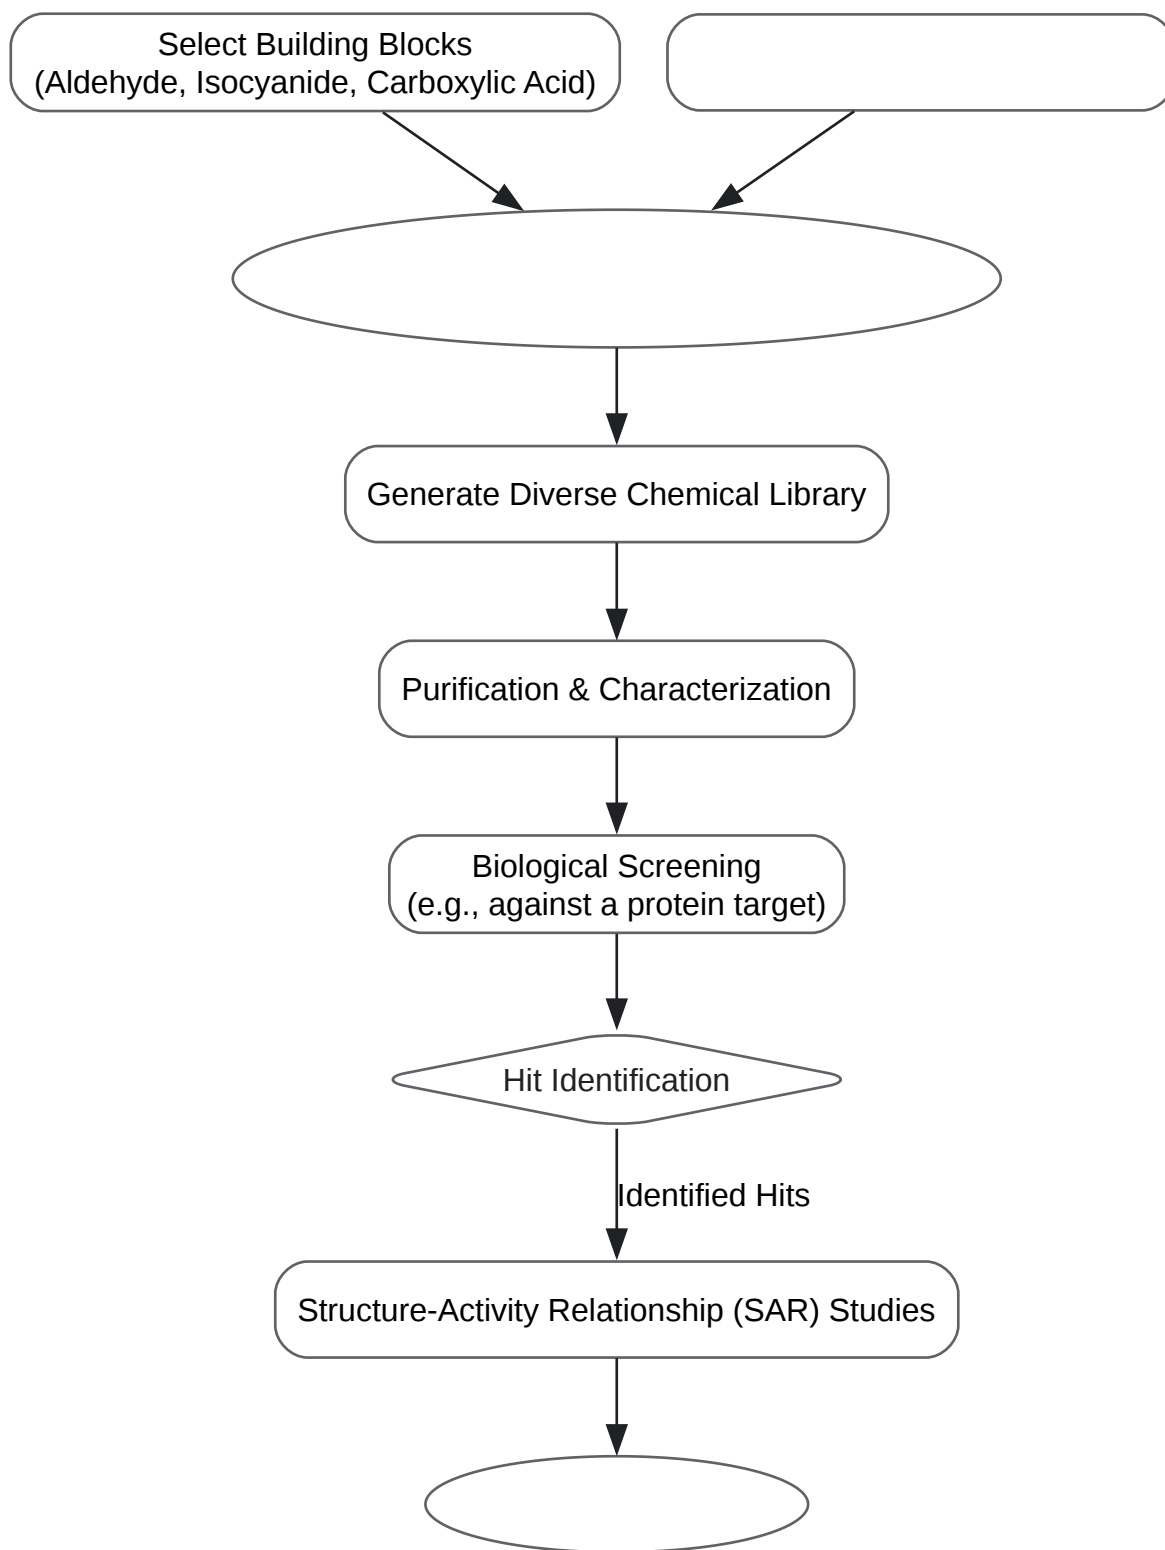 Select Building Blocks
(Aldehyde, Isocyanide, Carboxylic Acid)
Generate Diverse Chemical Library
Purification & Characterization
Biological Screening
(e.g., against a protein target)
Hit Identification
Identified Hits
Structure-Activity Relationship (SAR) Studies